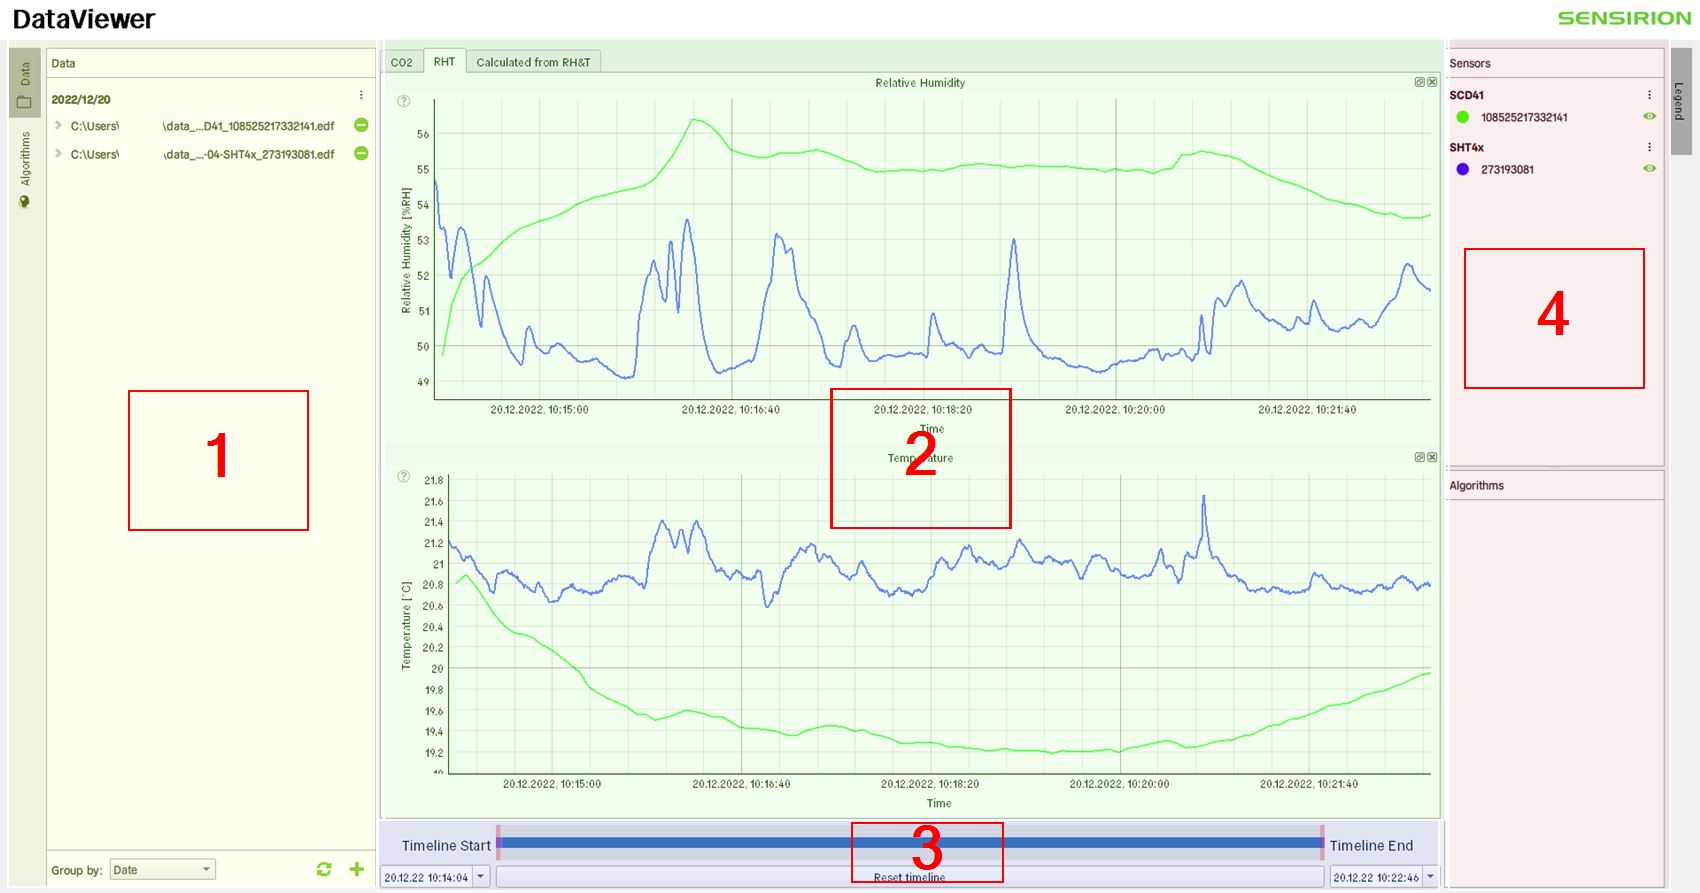 DataViewer
SENSIRION
Data
Algorithms
Data
2022/12/20
C:\Users\ \data_...D41_108525217332141.edf
C:\Users\ \data_...-04-SHT4x_273193081.edf
1
Group by: Date
CO2 RHT Calculated from RH&T
Relative Humidity
?
Relative Humidity [%RH]
56
55
54
53
52
51
50
49
20.12.2022, 10:15:00 20.12.2022, 10:16:40 20.12.2022, 10:18:20 20.12.2022, 10:20:00 20.12.2022, 10:21:40
Time
2
Temperature
?
Temperature [°C]
21.8
21.6
21.4
21.2
21
20.8
20.6
20.4
20.2
20
19.8
19.6
19.4
19.2
20.12.2022, 10:15:00 20.12.2022, 10:16:40 20.12.2022, 10:18:20 20.12.2022, 10:20:00 20.12.2022, 10:21:40
Time
Timeline Start
3
Timeline End
20.12.22 10:14:04
Reset timeline
20.12.22 10:22:46
Sensors
SCD41
108525217332141
SHT4x
273193081
4
Algorithms
Legend